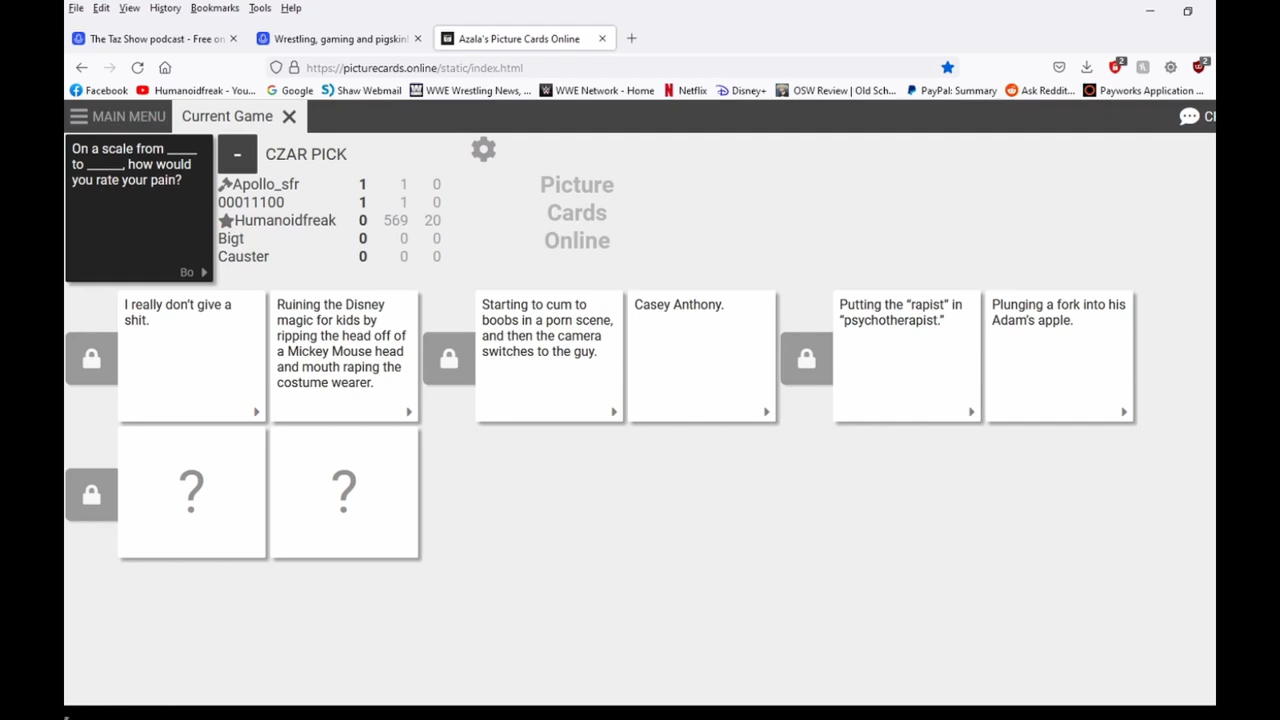 File Edit View History Bookmarks Tools Help
The Taz Show podcast - Free on
Wrestling, gaming and pigskin!
Azala's Picture Cards Online
https://picturecards.online/static/index.html
2
2
Facebook
Humanoidfreak - You...
Google
Shaw Webmail
WWE Wrestling News, ...
WWE Network - Home
Netflix
Disney+
OSW Review | Old Sch...
PayPal: Summary
Ask Reddit...
Payworks Application ...
MAIN MENU
Current Game
On a scale from _____
to ______, how would
you rate your pain?
Bo
-
CZAR PICK
Apollo_sfr 1 1 0
00011100 1 1 0
Humanoidfreak 0 569 20
Bigt 0 0 0
Causter 0 0 0
Picture
Cards
Online
I really don’t give a
shit.
Ruining the Disney
magic for kids by
ripping the head off of
a Mickey Mouse head
and mouth raping the
costume wearer.
Starting to cum to
boobs in a porn scene,
and then the camera
switches to the guy.
Casey Anthony.
Putting the “rapist” in
“psychotherapist.”
Plunging a fork into his
Adam’s apple.
?
?